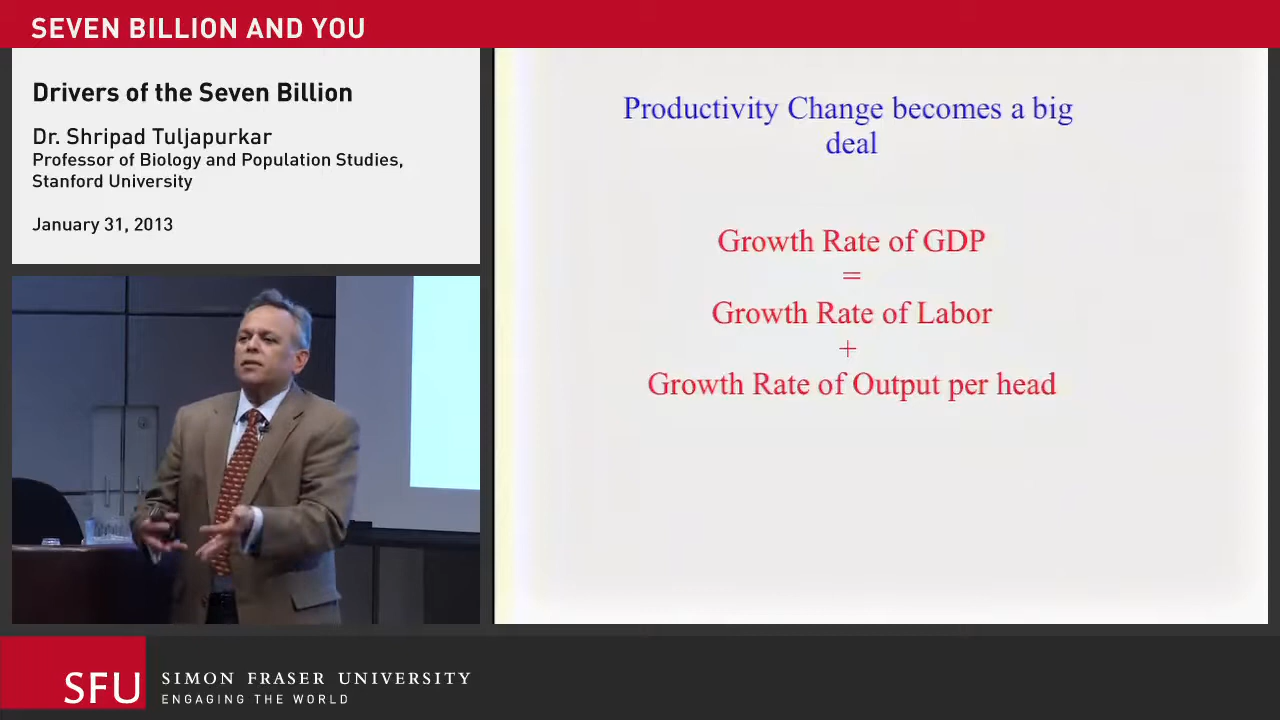 SEVEN BILLION AND YOU
Drivers of the Seven Billion
Dr. Shripad Tuljapurkar
Professor of Biology and Population Studies,
Stanford University
January 31, 2013
Productivity Change becomes a big
deal
Growth Rate of GDP
=
Growth Rate of Labor
+
Growth Rate of Output per head
SFU
SIMON FRASER UNIVERSITY
ENGAGING THE WORLD